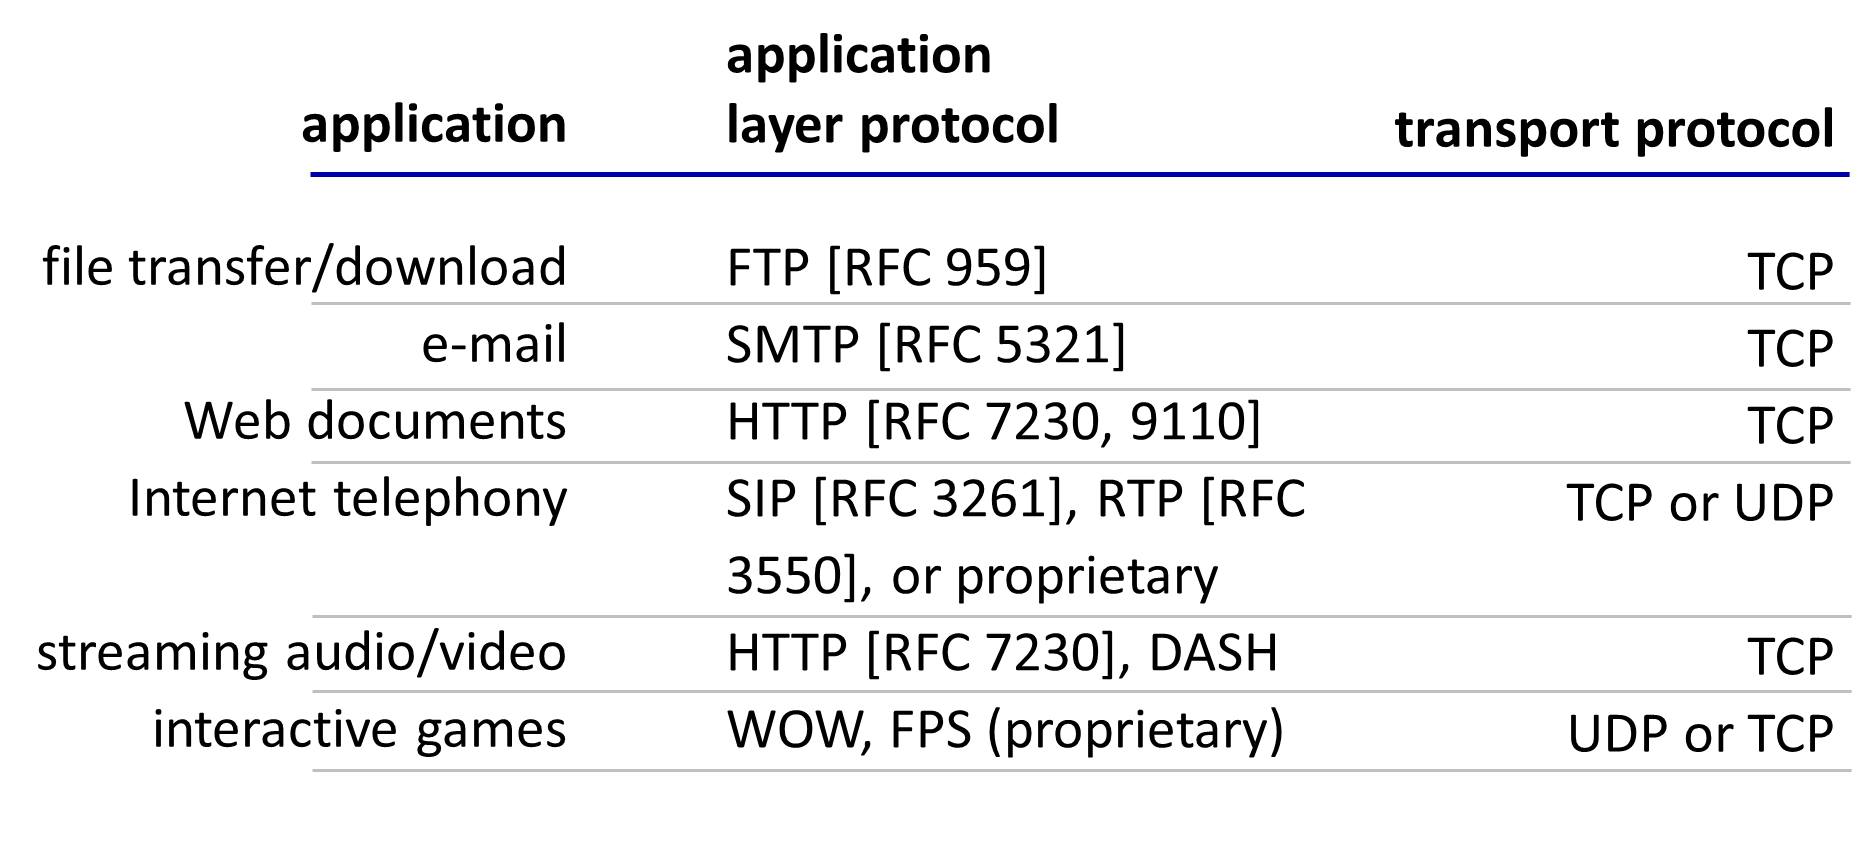 application
application
layer protocol
transport protocol
file transfer/download FTP [RFC 959] TCP
e-mail SMTP [RFC 5321] TCP
Web documents HTTP [RFC 7230, 9110] TCP
Internet telephony SIP [RFC 3261], RTP [RFC TCP or UDP
3550], or proprietary
streaming audio/video HTTP [RFC 7230], DASH TCP
interactive games WOW, FPS (proprietary) UDP or TCP